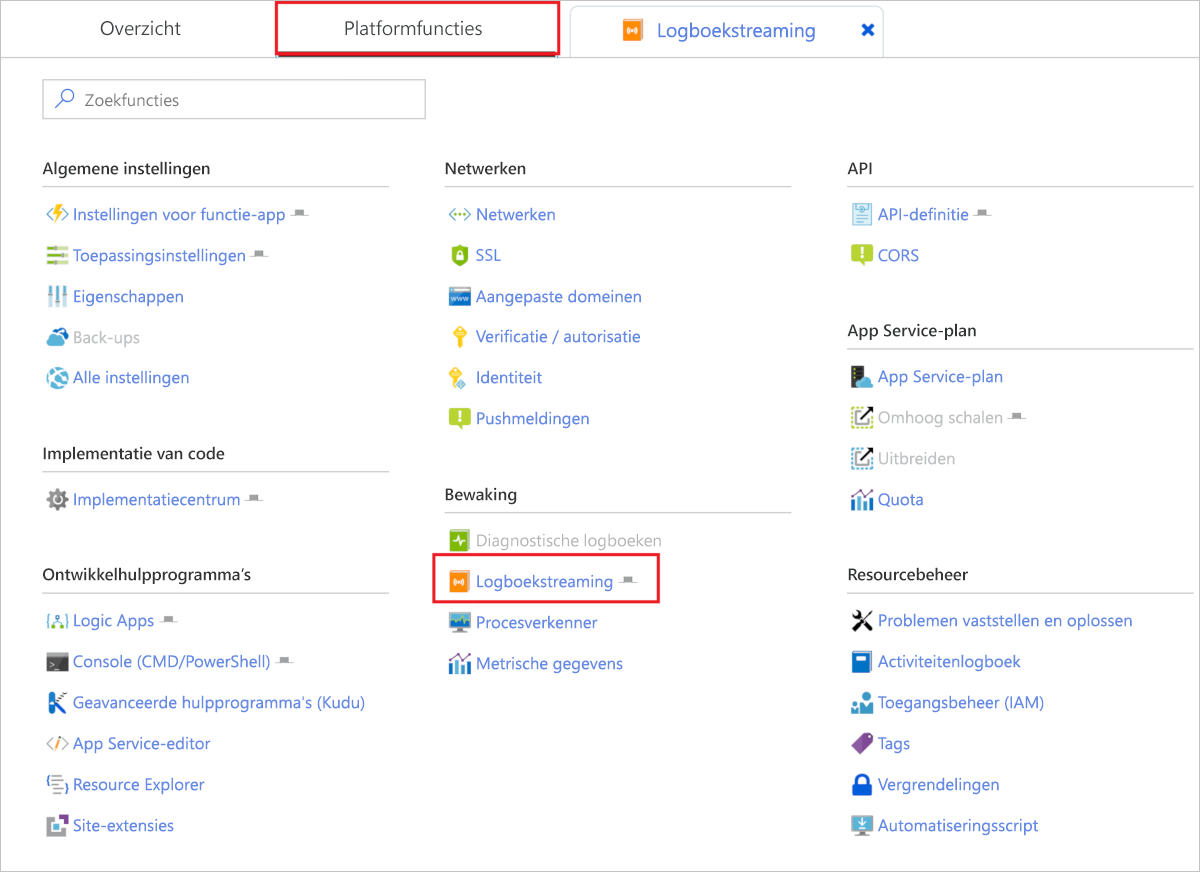 Overzicht
Platformfuncties
Logboekstreaming
Zoekfuncties
Algemene instellingen
Instellingen voor functie-app
Toepassingsinstellingen
Eigenschappen
Back-ups
Alle instellingen
Implementatie van code
Implementatiecentrum
Ontwikkelhulpprogramma's
Logic Apps
Console (CMD/PowerShell)
Geavanceerde hulpprogramma's (Kudu)
App Service-editor
Resource Explorer
Site-extensies
Netwerken
Netwerken
SSL
www
Aangepaste domeinen
Verificatie / autorisatie
Identiteit
Pushmeldingen
Bewaking
Diagnostische logboeken
Logboekstreaming
Procesverkenner
Metrische gegevens
API
API-definitie
CORS
App Service-plan
App Service-plan
Omhoog schalen
Uitbreiden
Quota
Resourcebeheer
Problemen vaststellen en oplossen
Activiteitenlogboek
Toegangsbeheer (IAM)
Tags
Vergrendelingen
Automatiseringsscript